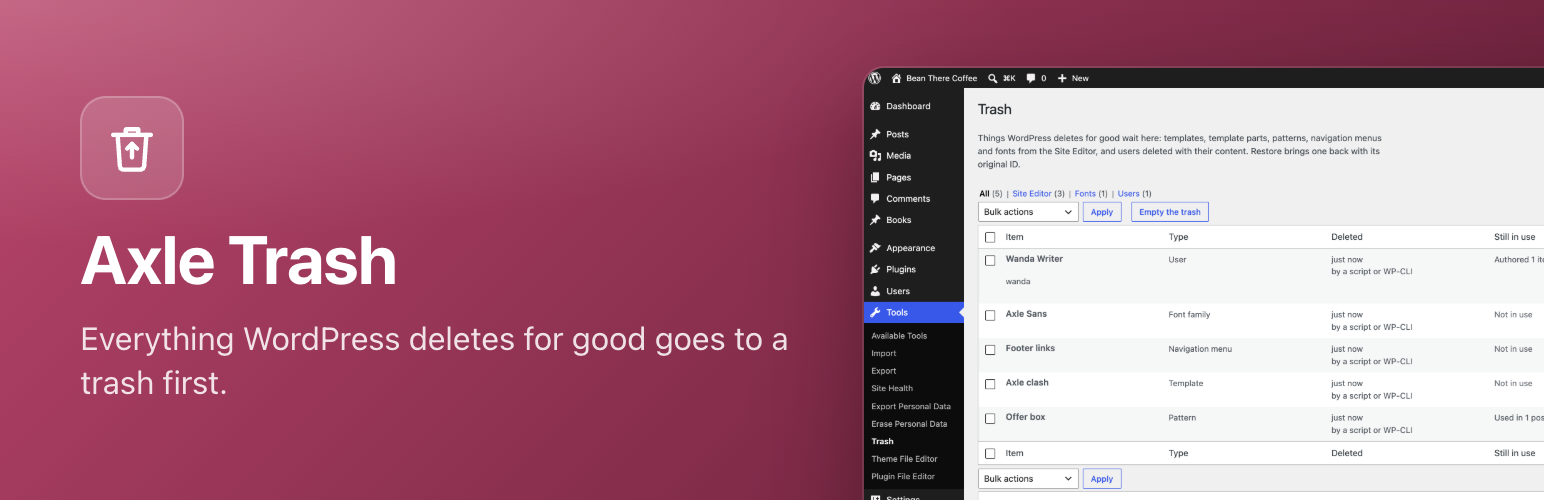 Axle Trash
Everything WordPress deletes for good goes to a
trash first.
Bean There Coffee ⌘K 0 New
Dashboard
Posts
Media
Pages
Comments
Books
Appearance
Plugins
Users
Tools
Available Tools
Import
Export
Site Health
Export Personal Data
Erase Personal Data
Trash
Theme File Editor
Plugin File Editor
Settings
Trash
Things WordPress deletes for good wait here: templates, template parts, patterns, navigation menus
and fonts from the Site Editor, and users deleted with their content. Restore brings one back with its
original ID.
All (5) | Site Editor (3) | Fonts (1) | Users (1)
Bulk actions Apply Empty the trash
Item Type Deleted Still in use
Wanda Writer User just now Authored 1
by a script or WP-CLI
wanda
Axle Sans Font family just now Not in use
by a script or WP-CLI
Footer links Navigation menu just now Not in use
by a script or WP-CLI
Axle clash Template just now Not in use
by a script or WP-CLI
Offer box Pattern just now Used in 1
by a script or WP-CLI
Item Type Deleted Still in use
Bulk actions Apply